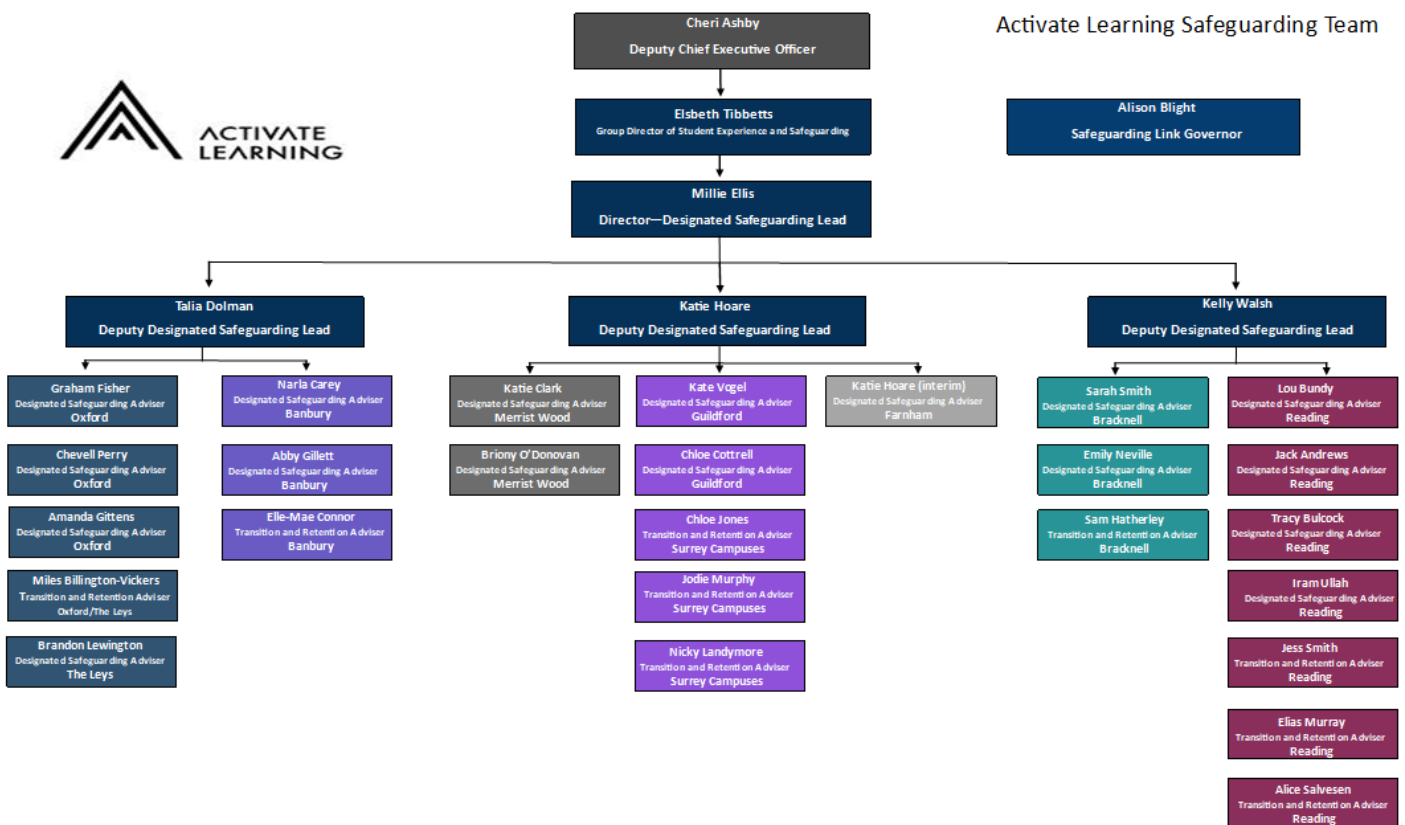 Activate Learning Safeguarding Team
ACTIVATE
LEARNING
Cheri Ashby
Deputy Chief Executive Officer
Elsbeth Tibbetts
Group Director of Student Experience and Safeguarding
Alison Blight
Safeguarding Link Governor
Millie Ellis
Director—Designated Safeguarding Lead
Talia Dolman
Deputy Designated Safeguarding Lead
Katie Hoare
Deputy Designated Safeguarding Lead
Kelly Walsh
Deputy Designated Safeguarding Lead
Graham Fisher
Designated Safeguarding Adviser
Oxford
Chevell Perry
Designated Safeguarding Adviser
Oxford
Amanda Gittens
Designated Safeguarding Adviser
Oxford
Miles Billington-Vickers
Transition and Retention Adviser
Oxford/The Leys
Brandon Lewington
Designated Safeguarding Adviser
The Leys
Narla Carey
Designated Safeguarding Adviser
Banbury
Abby Gillett
Designated Safeguarding Adviser
Banbury
Elle-Mae Connor
Transition and Retention Adviser
Banbury
Katie Clark
Designated Safeguarding Adviser
Merrist Wood
Briony O'Donovan
Designated Safeguarding Adviser
Merrist Wood
Kate Vogel
Designated Safeguarding Adviser
Guildford
Chloe Cottrell
Designated Safeguarding Adviser
Guildford
Chloe Jones
Transition and Retention Adviser
Surrey Campuses
Jodie Murphy
Transition and Retention Adviser
Surrey Campuses
Nicky Landymore
Transition and Retention Adviser
Surrey Campuses
Katie Hoare (interim)
Designated Safeguarding Adviser
Farnham
Sarah Smith
Designated Safeguarding Adviser
Bracknell
Emily Neville
Designated Safeguarding Adviser
Bracknell
Sam Hatherley
Transition and Retention Adviser
Bracknell
Lou Bundy
Designated Safeguarding Adviser
Reading
Jack Andrews
Designated Safeguarding Adviser
Reading
Tracy Bulcock
Designated Safeguarding Adviser
Reading
Iram Ullah
Designated Safeguarding Adviser
Reading
Jess Smith
Transition and Retention Adviser
Reading
Elias Murray
Transition and Retention Adviser
Reading
Alice Salvesen
Transition and Retention Adviser
Reading